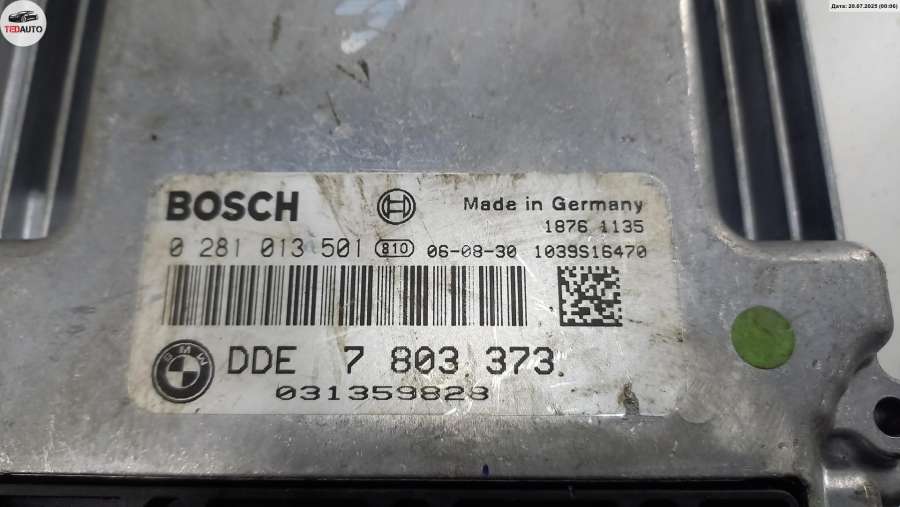 TEDAUTO
Дата: 20.07.2025 (00:06)
BOSCH
Made in Germany
1876 1135
0 281 013 501 810 06-08-30 1039S16470
BMW
DDE 7 803 373.
031359828